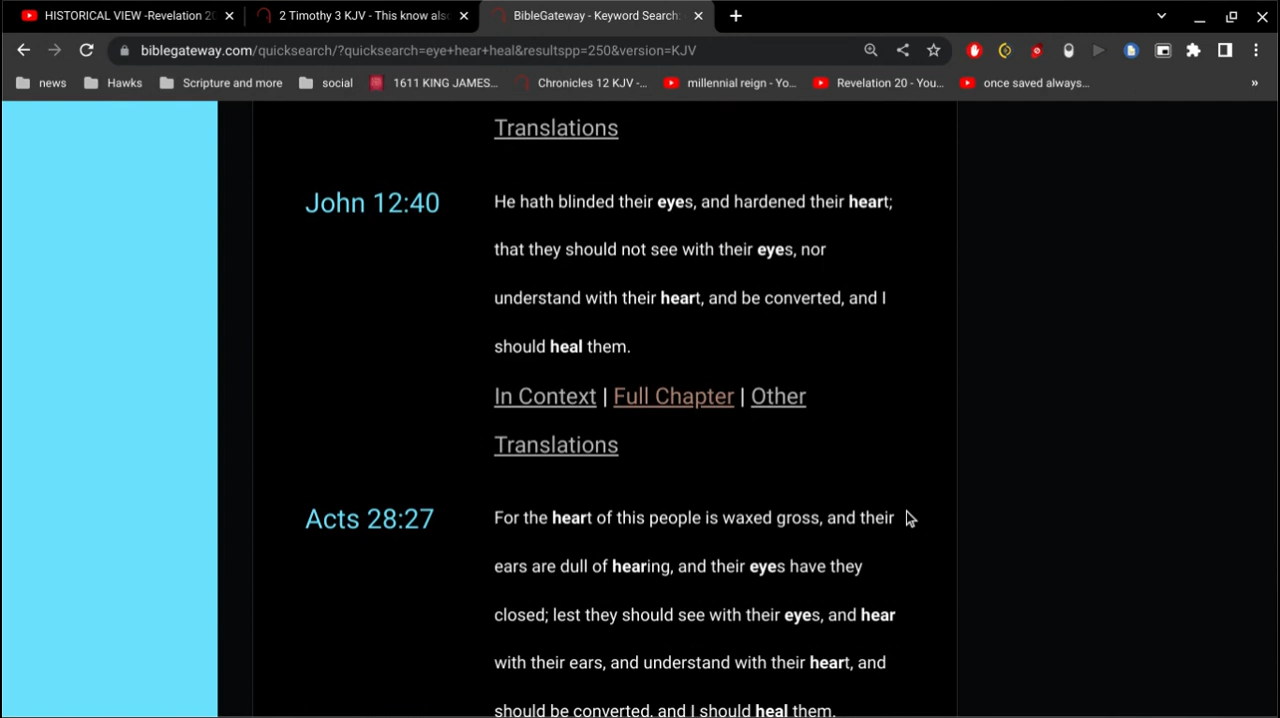 HISTORICAL VIEW -Revelation 20
2 Timothy 3 KJV - This know also
BibleGateway - Keyword Search:
biblegateway.com/quicksearch/?quicksearch=eye+hear+heal&resultspp=250&version=KJV
news
Hawks
Scripture and more
social
1611 KING JAMES...
Chronicles 12 KJV -...
millennial reign - Yo...
Revelation 20 - You...
once saved always...
»
Translations
John 12:40
He hath blinded their eyes, and hardened their heart;
that they should not see with their eyes, nor
understand with their heart, and be converted, and I
should heal them.
In Context | Full Chapter | Other
Translations
Acts 28:27
For the heart of this people is waxed gross, and their
ears are dull of hearing, and their eyes have they
closed; lest they should see with their eyes, and hear
with their ears, and understand with their heart, and
should be converted, and I should heal them.